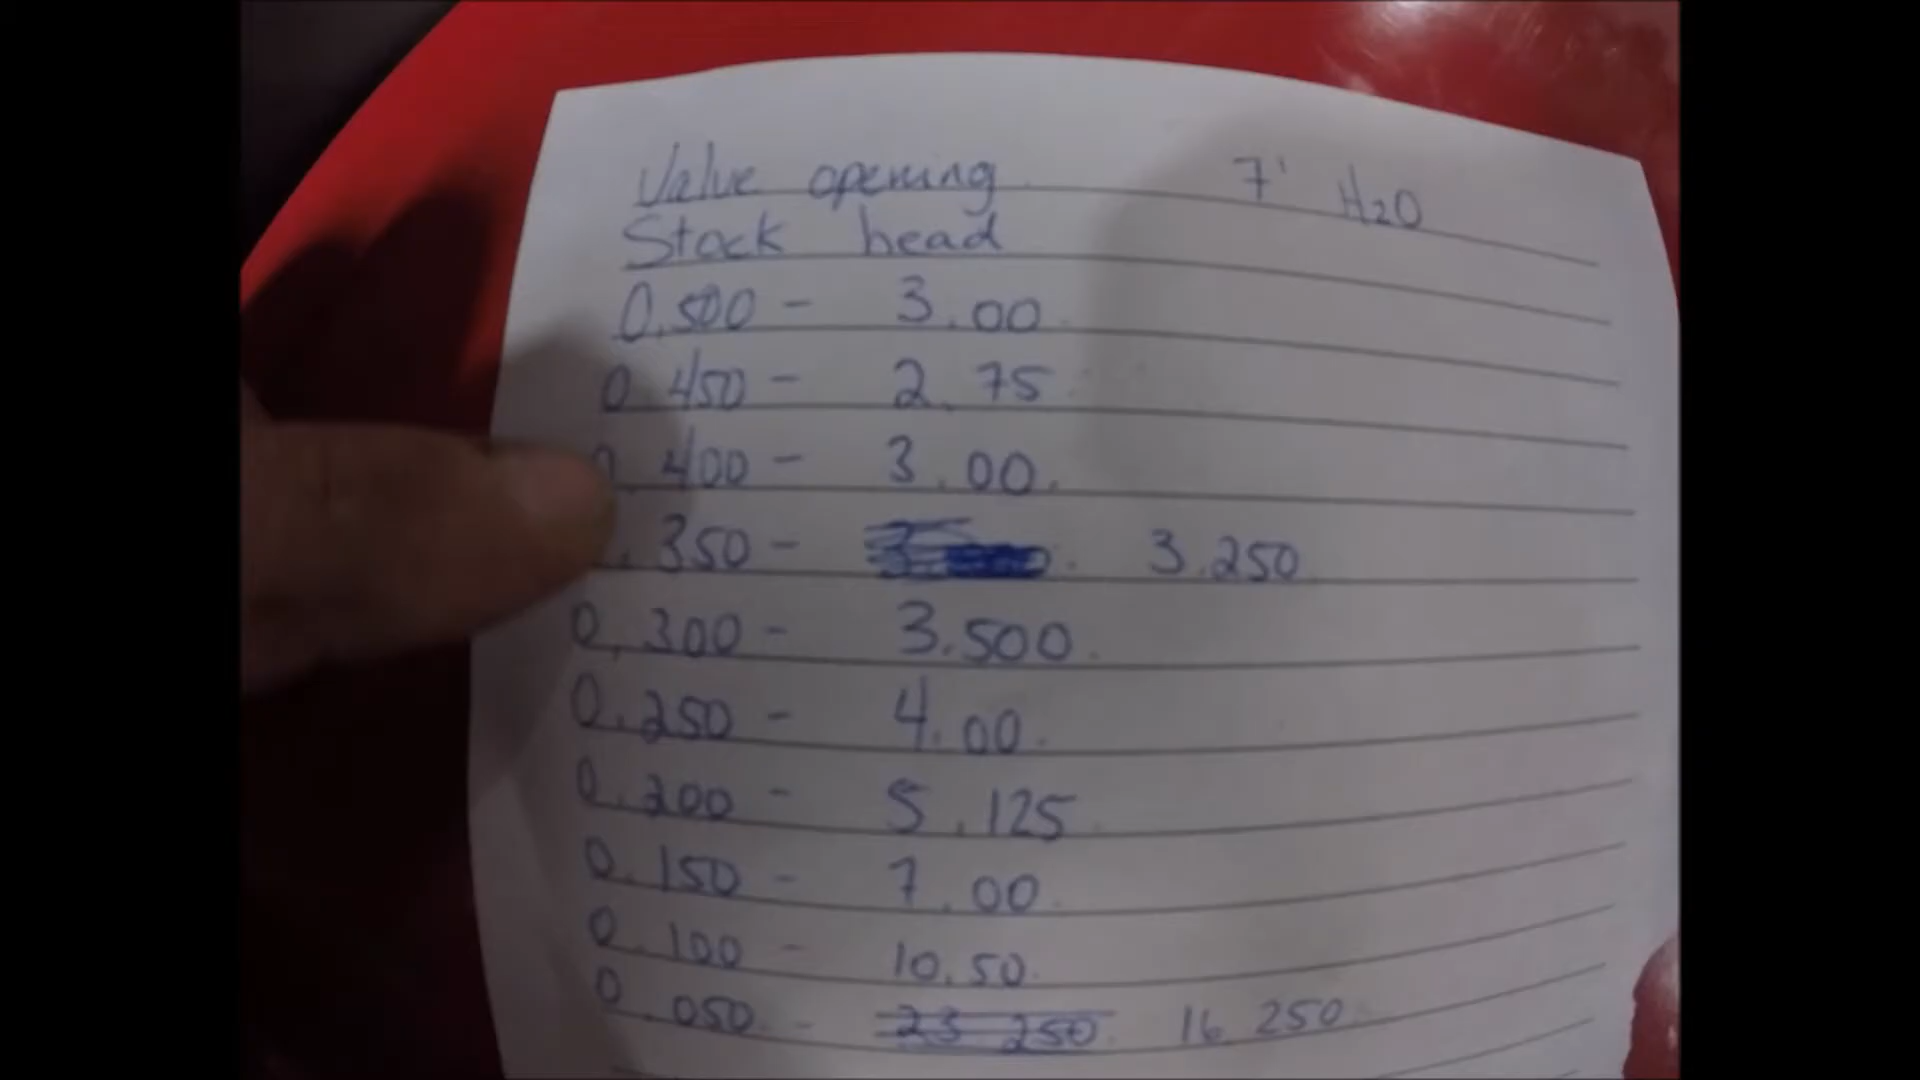 Valve opening 7' H2O
Stock head
0.500 - 3.00
0.450 - 2.75
0.400 - 3.00.
.350 - 3.250
0.300 - 3.500.
0.250 - 4.00.
0.200 - 5.125
0.150 - 7.00
0.100 - 10.50.
0.050 - 23 250 16 250